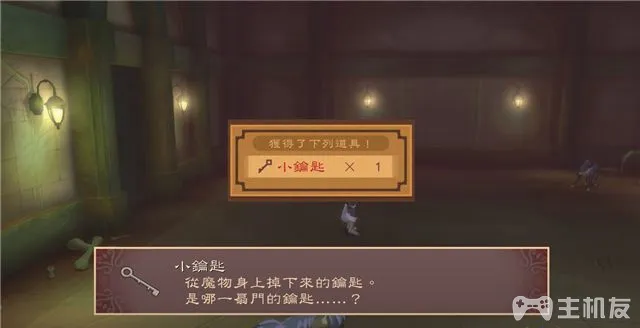 獲得了下列道具！
小鑰匙 × 1
小鑰匙
從魔物身上掉下來的鑰匙。
是哪一扇門的鑰匙……？
主机友